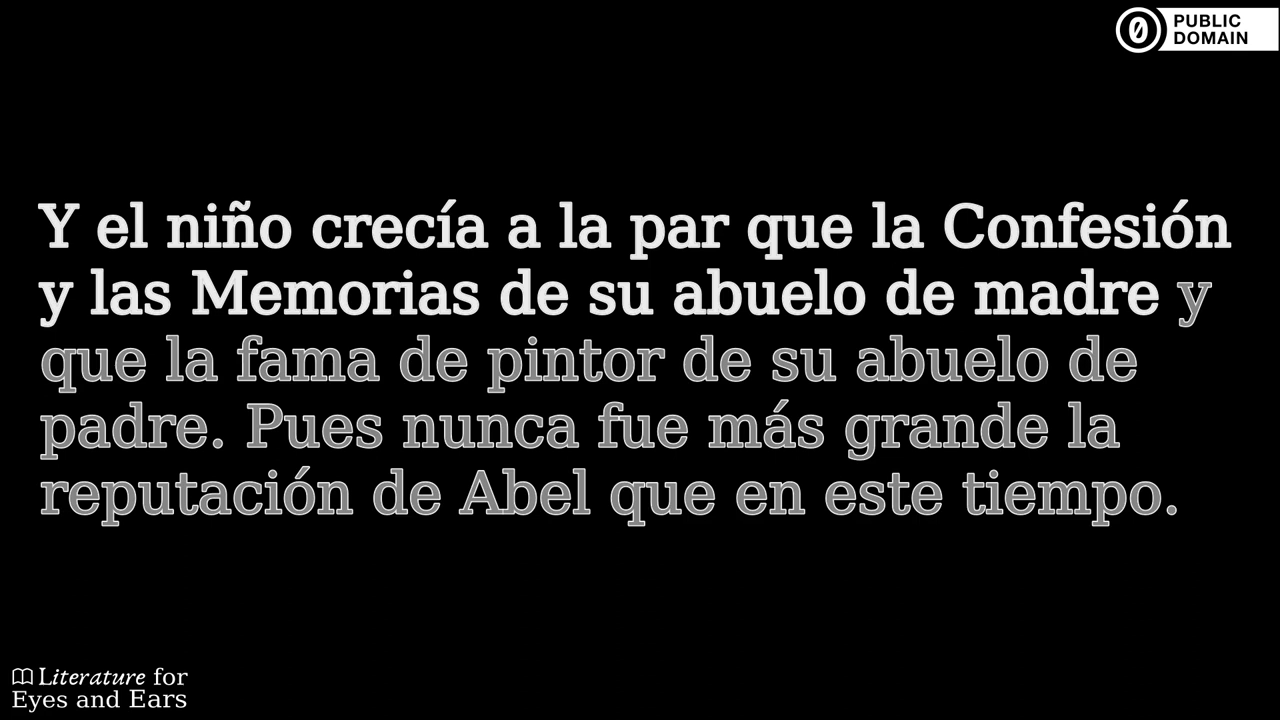 PUBLIC
DOMAIN
Y el niño crecía a la par que la Confesión
y las Memorias de su abuelo de madre y
que la fama de pintor de su abuelo de
padre. Pues nunca fue más grande la
reputación de Abel que en este tiempo.
Literature for
Eyes and Ears